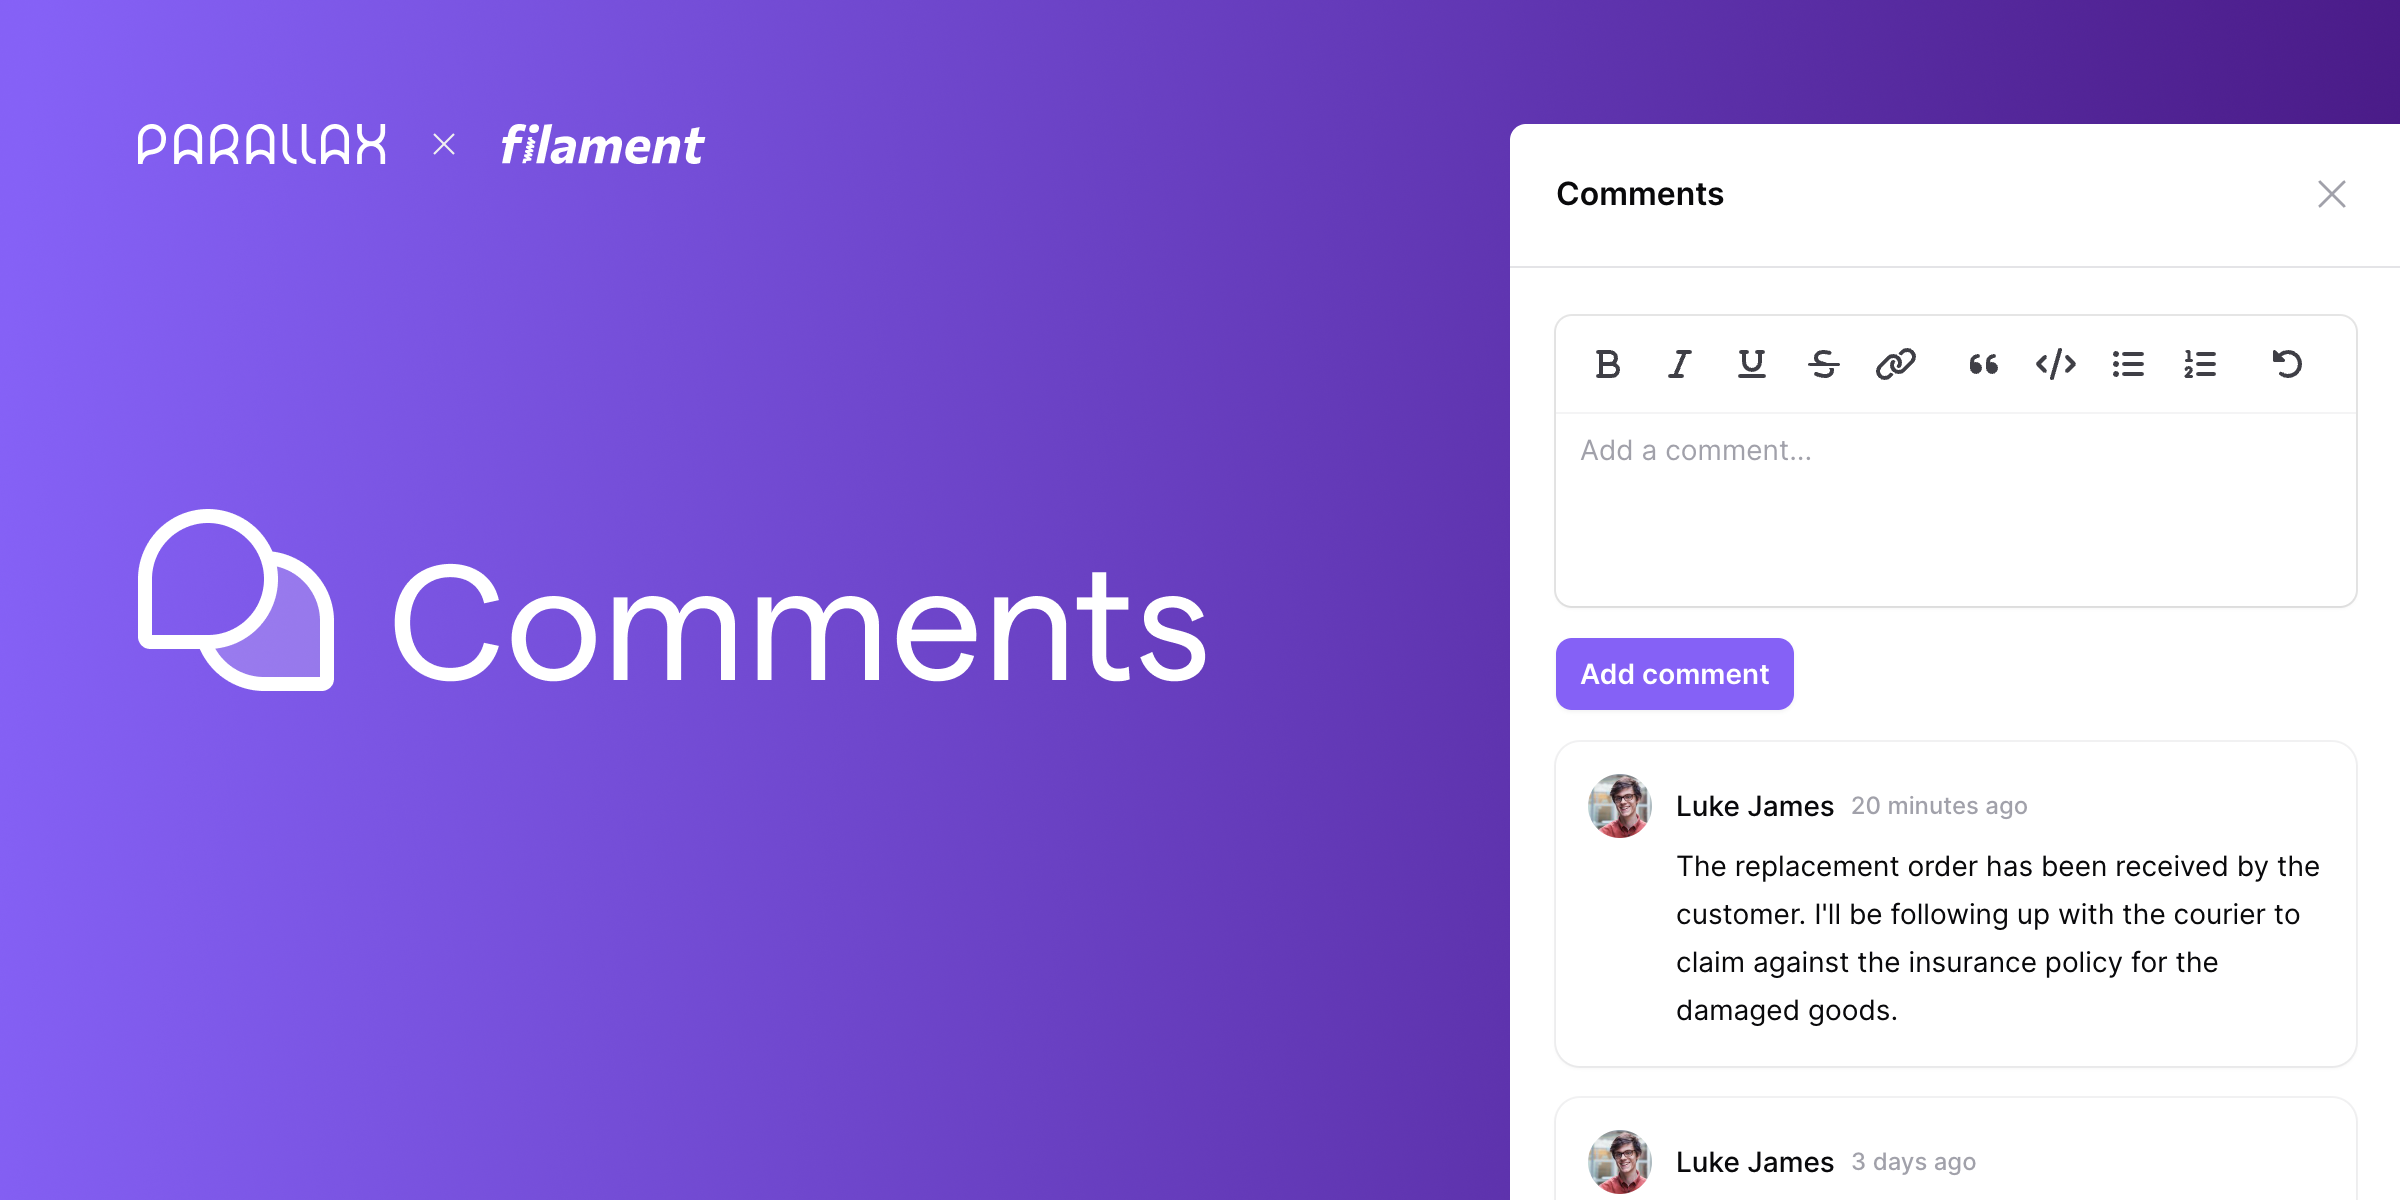 PARALLAX × filament
Comments
Comments
Add a comment...
Add comment
Luke James 20 minutes ago
The replacement order has been received by the
customer. I'll be following up with the courier to
claim against the insurance policy for the
damaged goods.
Luke James 3 days ago